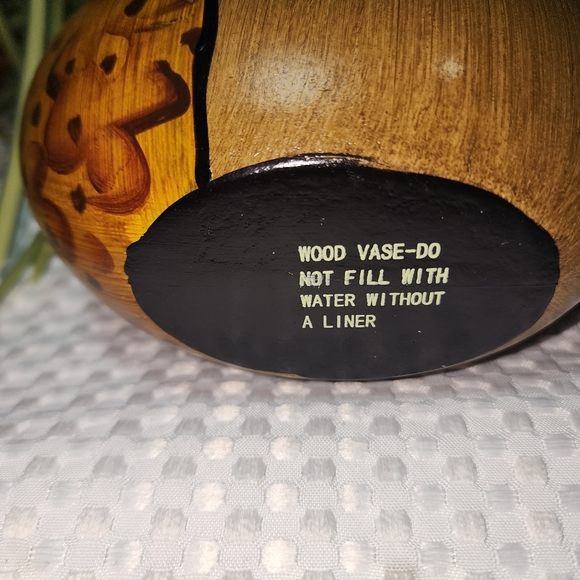 WOOD VASE-DO
NOT FILL WITH
WATER WITHOUT
A LINER